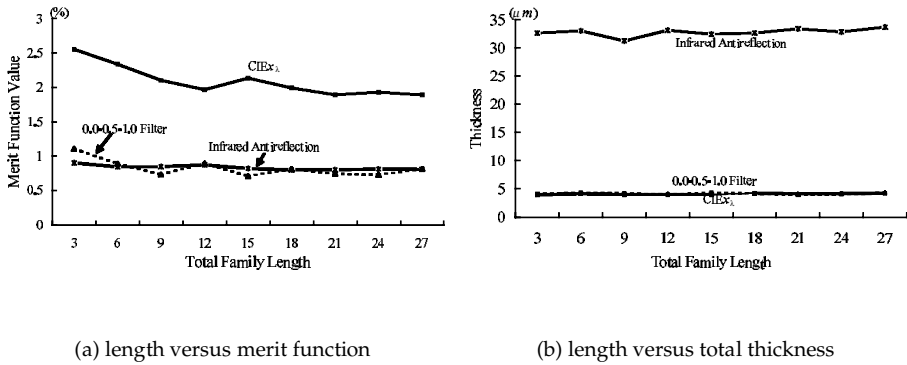 (%)
3
2.5
2
1.5
1
0.5
0
Merit Function Value
CIEx λ
0.0-0.5-1.0 Filter
Infrared Antireflection
3 6 9 12 15 18 21 24 27
Total Family Length
(a) length versus merit function
(μm)
35
30
25
20
15
10
5
0
Thickness
Infrared Antireflection
0.0-0.5-1.0 Filter
CIEx λ
3 6 9 12 15 18 21 24 27
Total Family Length
(b) length versus total thickness